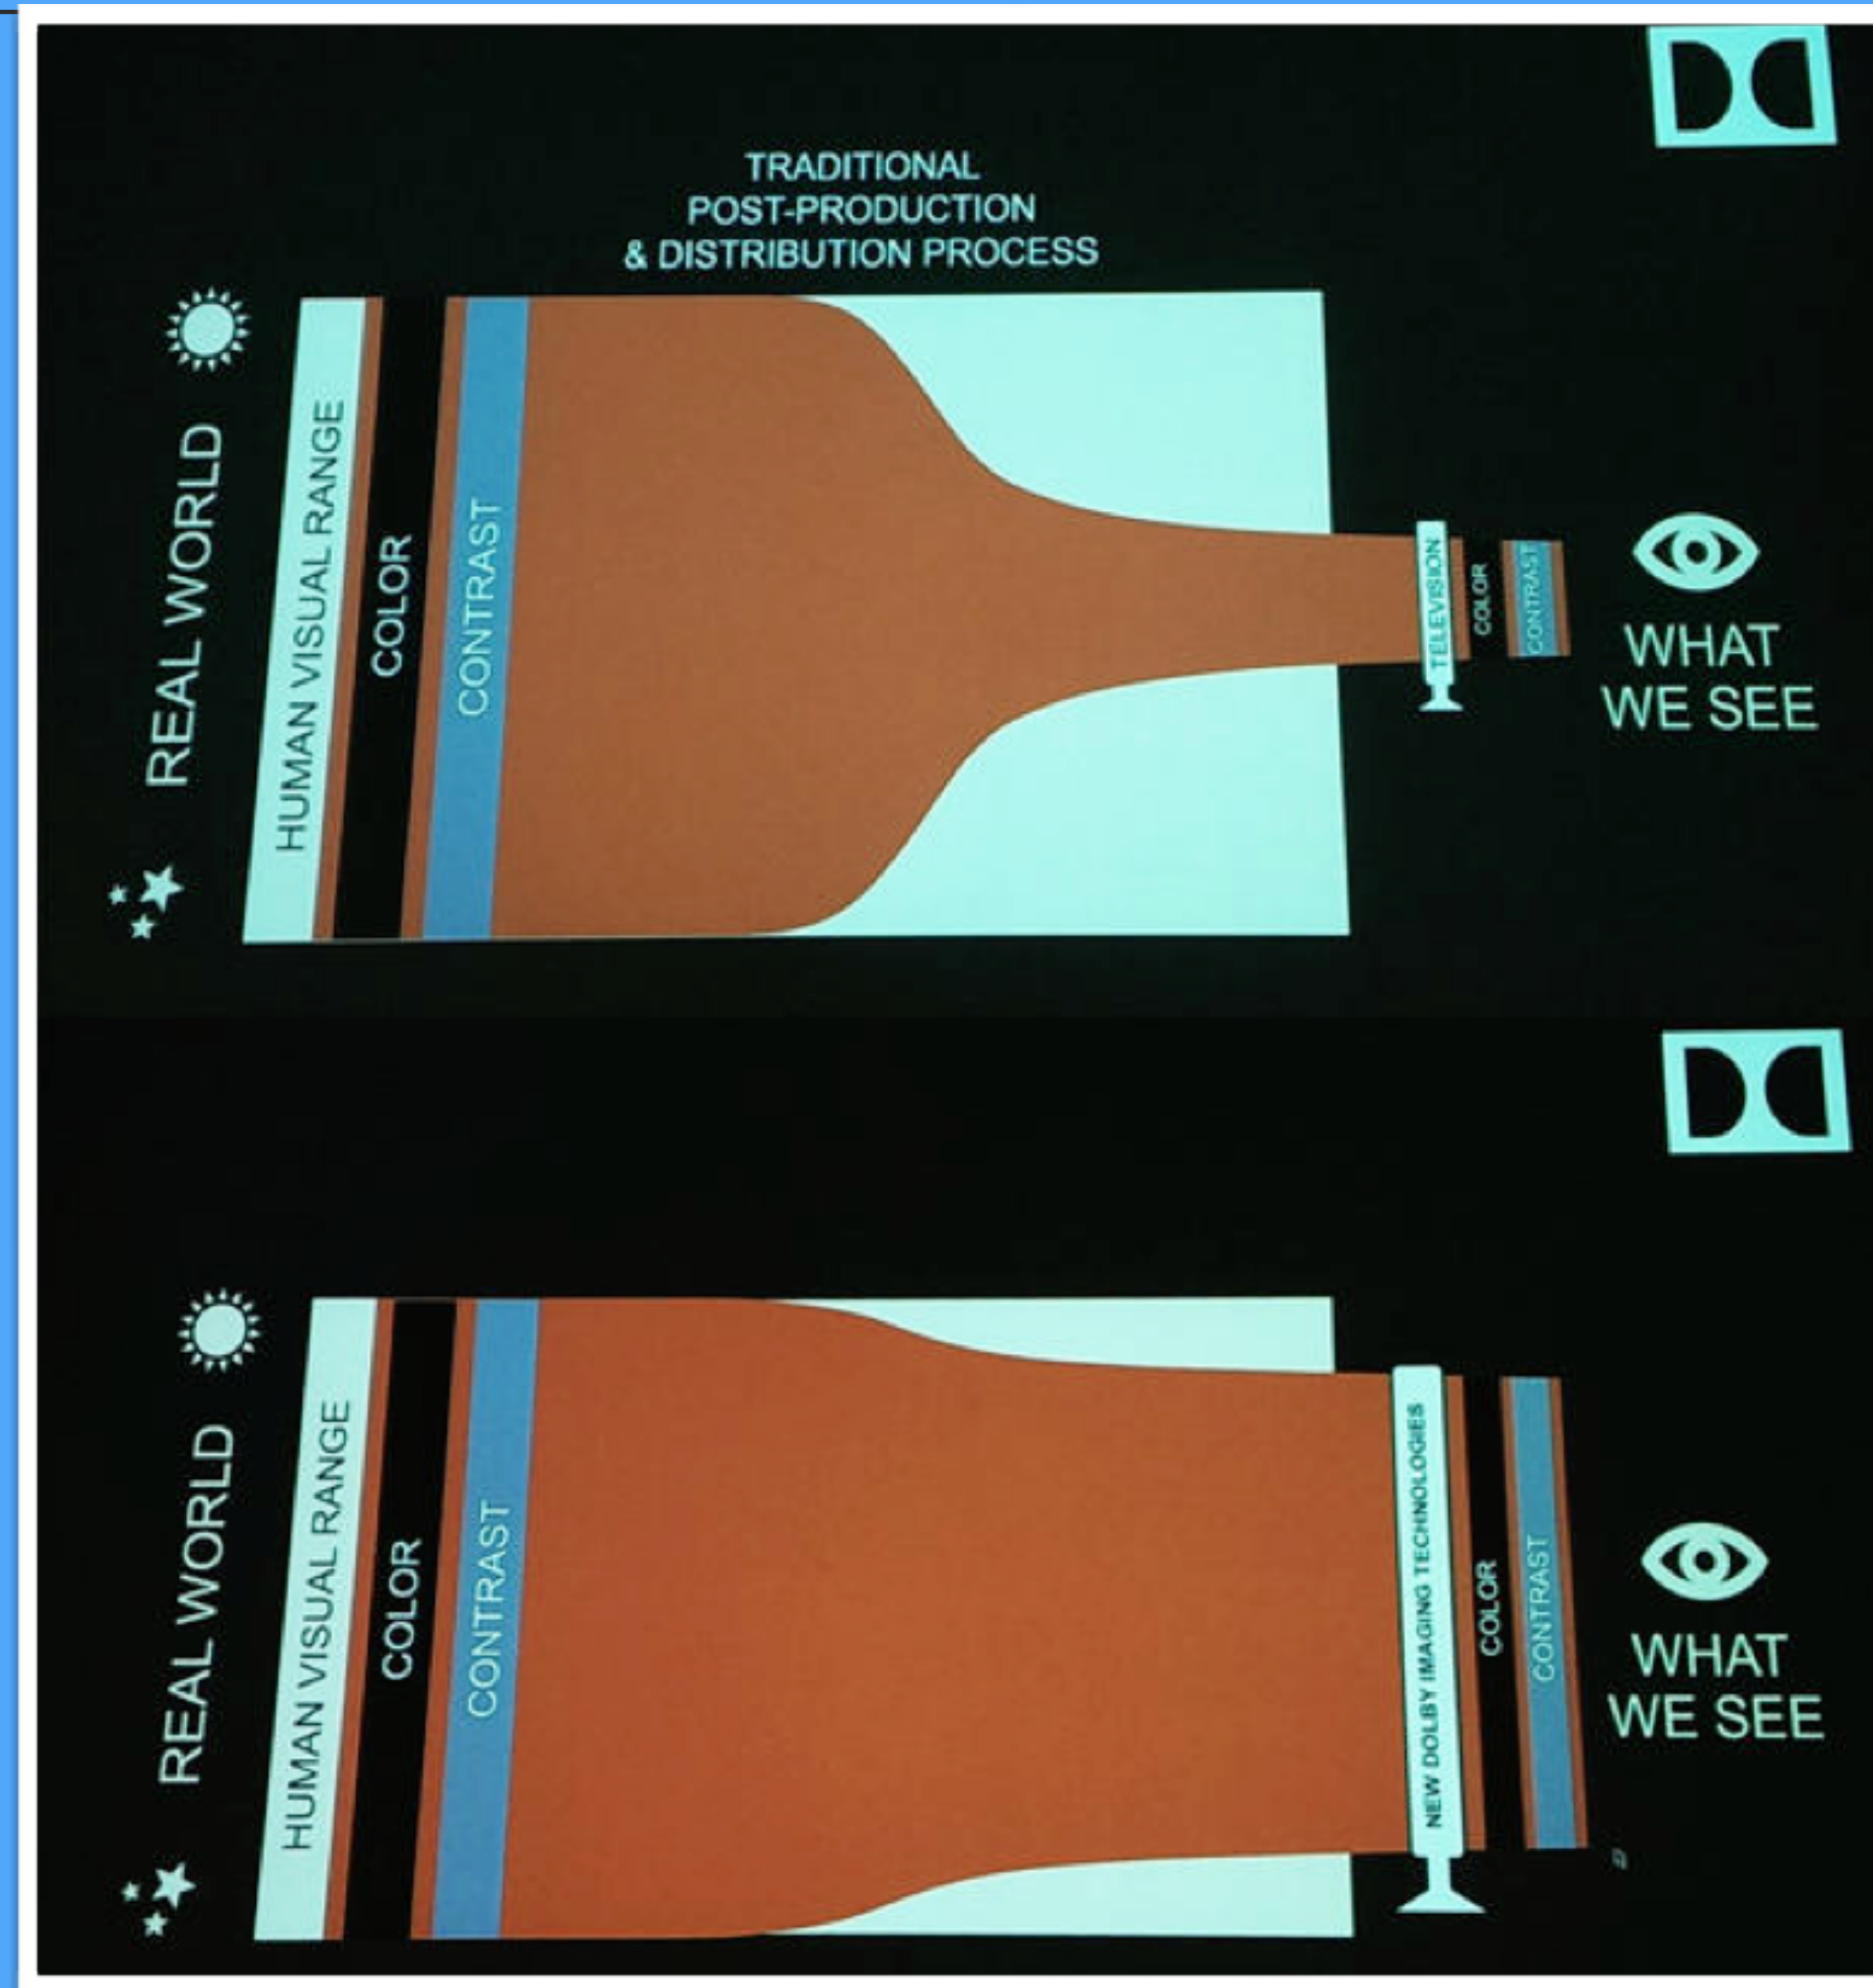 TRADITIONAL
POST-PRODUCTION
& DISTRIBUTION PROCESS
REAL WORLD
HUMAN VISUAL RANGE
COLOR
CONTRAST
TELEVISION
COLOR
CONTRAST
WHAT
WE SEE
REAL WORLD
HUMAN VISUAL RANGE
COLOR
CONTRAST
NEW DOLBY IMAGING TECHNOLOGIES
COLOR
CONTRAST
WHAT
WE SEE